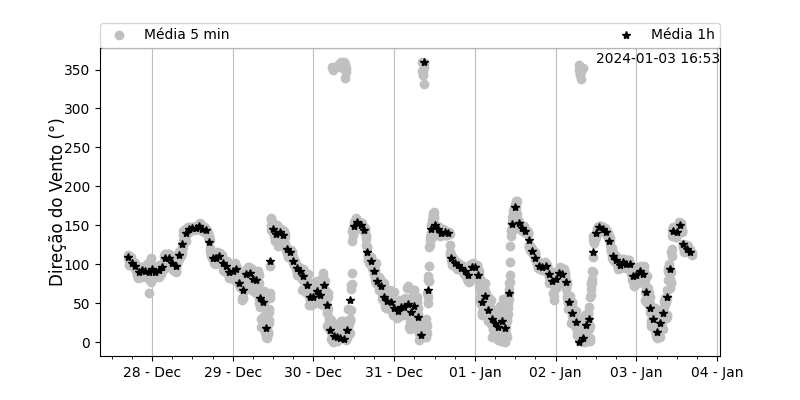 Média 5 min
Média 1h
2024-01-03 16:53
Direção do Vento (°)
350
300
250
200
150
100
50
0
28 - Dec
29 - Dec
30 - Dec
31 - Dec
01 - Jan
02 - Jan
03 - Jan
04 - Jan